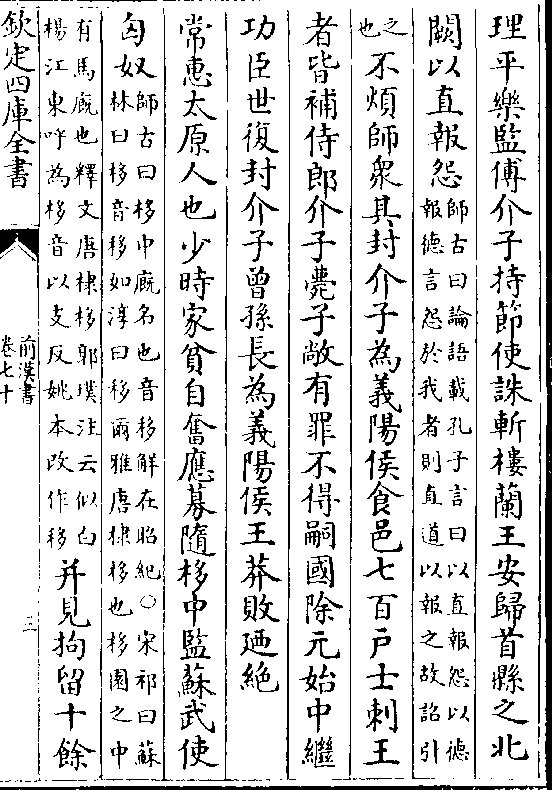 理平樂監傅介子持節使誅斬樓蘭王安歸首縣之北
闕以直報怨師古曰論語載孔子言曰以直報怨以德
報德言怨於我者則直道以報之故詔引
之
也不煩師衆其封介子為義陽侯食邑七百戶士刺王
者皆補侍郎介子薨子敞有罪不得嗣國除元始中繼
功臣世復封介子曾孫長為義陽侯王莽敗廼絶
常惠太原人也少時家貧自奮應募隨栘中監蘇武使
匈奴師古曰栘中廐名也音移解在昭紀○宋祁曰蘇
林曰栘音移如淳曰栘爾雅唐棣栘也栘園之中
有馬廐也釋文唐棣栘郭璞注云似白
楊江東呼為栘音以支反姚本改作移并見拘留十餘
欽定四庫全書
前漢書
卷七十
三